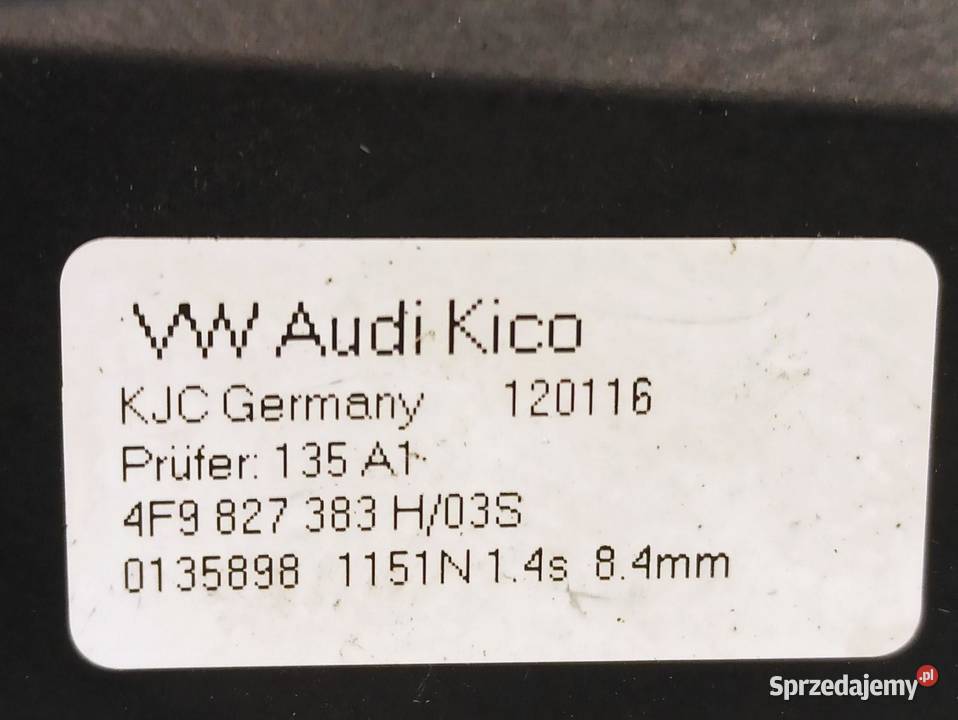 VW Audi Kico
KJC Germany 120116
Prüfer: 135 A1
4F9 827 383 H/03S
0135898 1151N 1.4s 8.4mm
Sprzedajemy.pl